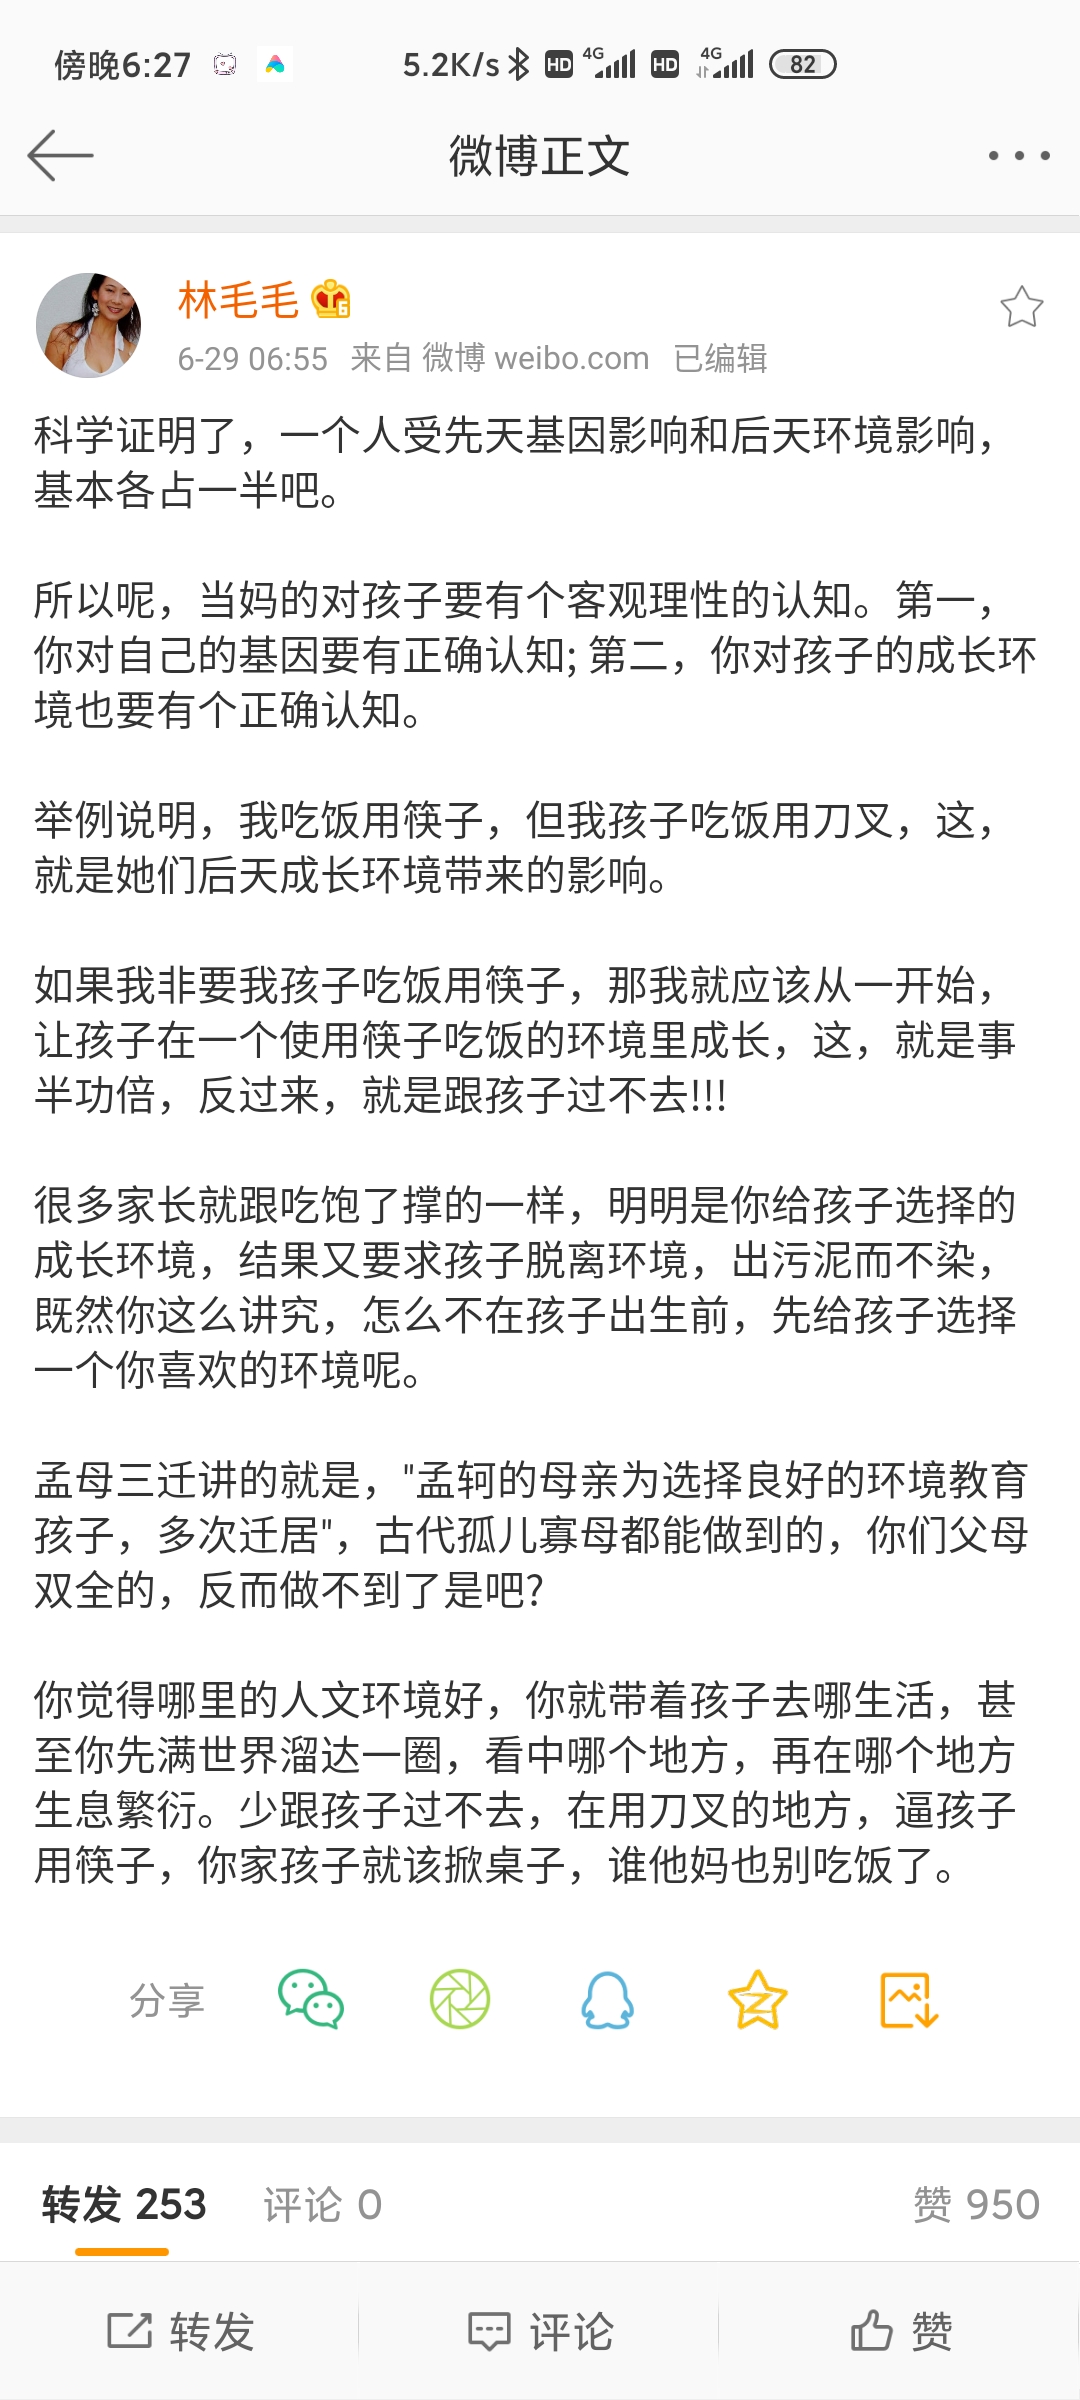 傍晚6:27 5.2K/s HD 4G HD 4G 82
微博正文
林毛毛 6
6-29 06:55 来自 微博 weibo.com 已编辑
科学证明了，一个人受先天基因影响和后天环境影响，
基本各占一半吧。
所以呢，当妈的对孩子要有个客观理性的认知。第一，
你对自己的基因要有正确认知; 第二，你对孩子的成长环
境也要有个正确认知。
举例说明，我吃饭用筷子，但我孩子吃饭用刀叉，这，
就是她们后天成长环境带来的影响。
如果我非要我孩子吃饭用筷子，那我就应该从一开始，
让孩子在一个使用筷子吃饭的环境里成长，这，就是事
半功倍，反过来，就是跟孩子过不去!!!
很多家长就跟吃饱了撑的一样，明明是你给孩子选择的
成长环境，结果又要求孩子脱离环境，出污泥而不染，
既然你这么讲究，怎么不在孩子出生前，先给孩子选择
一个你喜欢的环境呢。
孟母三迁讲的就是，"孟轲的母亲为选择良好的环境教育
孩子，多次迁居"，古代孤儿寡母都能做到的，你们父母
双全的，反而做不到了是吧?
你觉得哪里的人文环境好，你就带着孩子去哪生活，甚
至你先满世界溜达一圈，看中哪个地方，再在哪个地方
生息繁衍。少跟孩子过不去，在用刀叉的地方，逼孩子
用筷子，你家孩子就该掀桌子，谁他妈也别吃饭了。
分享
转发 253 评论 0 赞 950
转发 评论 赞